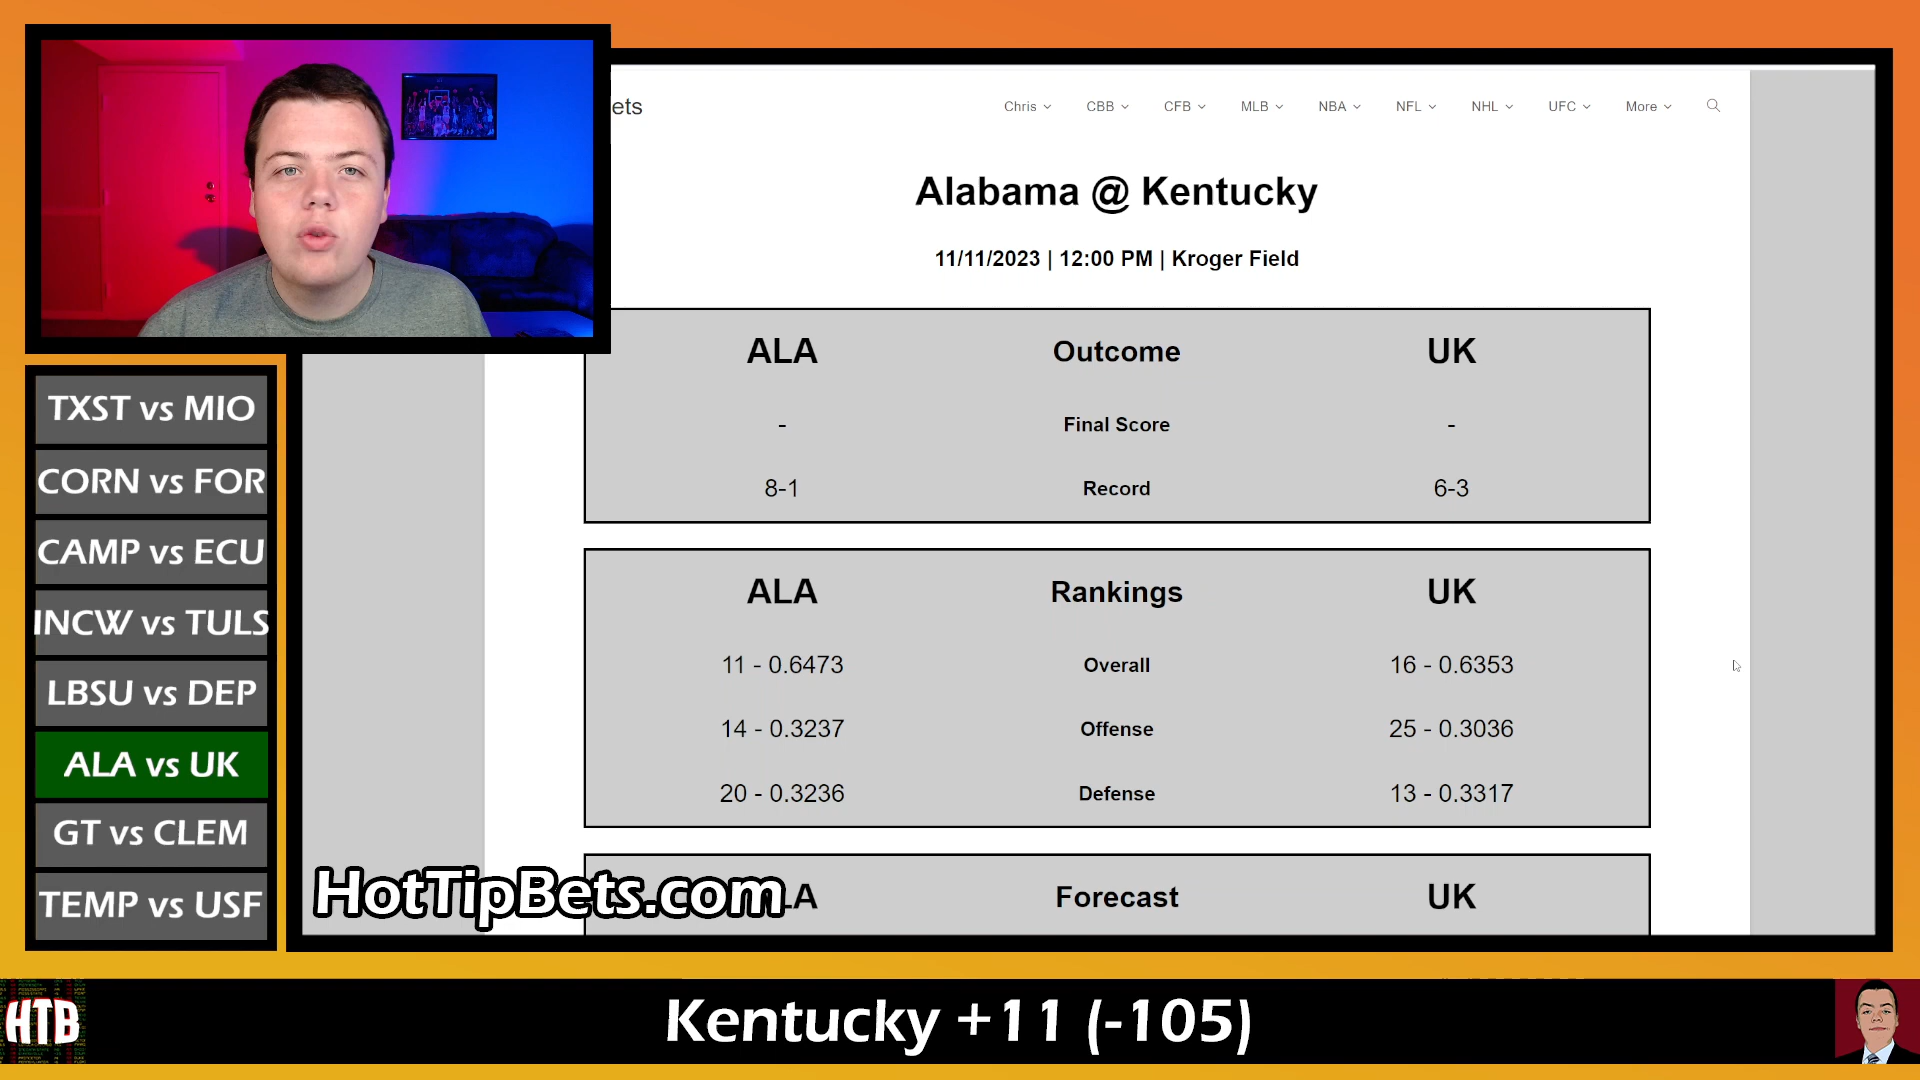 ets
Chris CBB CFB MLB NBA NFL NHL UFC More
Alabama @ Kentucky
11/11/2023 | 12:00 PM | Kroger Field
ALA Outcome UK
- Final Score -
8-1 Record 6-3
ALA Rankings UK
11 - 0.6473 Overall 16 - 0.6353
14 - 0.3237 Offense 25 - 0.3036
20 - 0.3236 Defense 13 - 0.3317
LA Forecast UK
TXST vs MIO
CORN vs FOR
CAMP vs ECU
INCW vs TULS
LBSU vs DEP
ALA vs UK
GT vs CLEM
TEMP vs USF
HotTipBets.com
HTB
Kentucky +11 (-105)